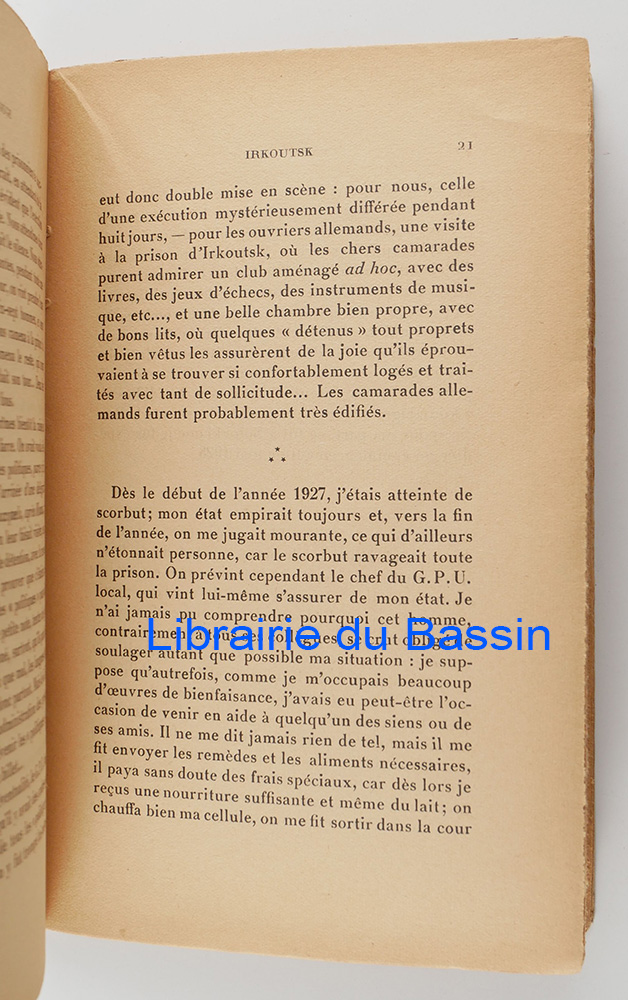 IRKOUTSK 21
eut donc double mise en scène : pour nous, celle
d'une exécution mystérieusement différée pendant
huit jours, — pour les ouvriers allemands, une visite
à la prison d'Irkoutsk, où les chers camarades
purent admirer un club aménagé ad hoc, avec des
livres, des jeux d'échecs, des instruments de musi-
que, etc..., et une belle chambre bien propre, avec
de bons lits, où quelques « détenus » tout proprets
et bien vêtus les assurèrent de la joie qu'ils éprou-
vaient à se trouver si confortablement logés et trai-
tés avec tant de sollicitude... Les camarades alle-
mands furent probablement très édifiés.
Dès le début de l'année 1927, j'étais atteinte de
scorbut; mon état empirait toujours et, vers la fin
de l'année, on me jugait mourante, ce qui d'ailleurs
n'étonnait personne, car le scorbut ravageait toute
la prison. On prévint cependant le chef du G. P. U.
local, qui vint lui-même s'assurer de mon état. Je
n'ai jamais pu comprendre pourquoi cet homme,
contrairement à tous ses collègues, se crut obligé de
Librairie du Bassin
soulager autant que possible ma situation : je sup-
pose qu'autrefois, comme je m'occupais beaucoup
d'œuvres de bienfaisance, j'avais eu peut-être l'oc-
casion de venir en aide à quelqu'un des siens ou de
ses amis. Il ne me dit jamais rien de tel, mais il me
fit envoyer les remèdes et les aliments nécessaires,
il paya sans doute des frais spéciaux, car dès lors je
reçus une nourriture suffisante et même du lait; on
chauffa bien ma cellule, on me fit sortir dans la cour